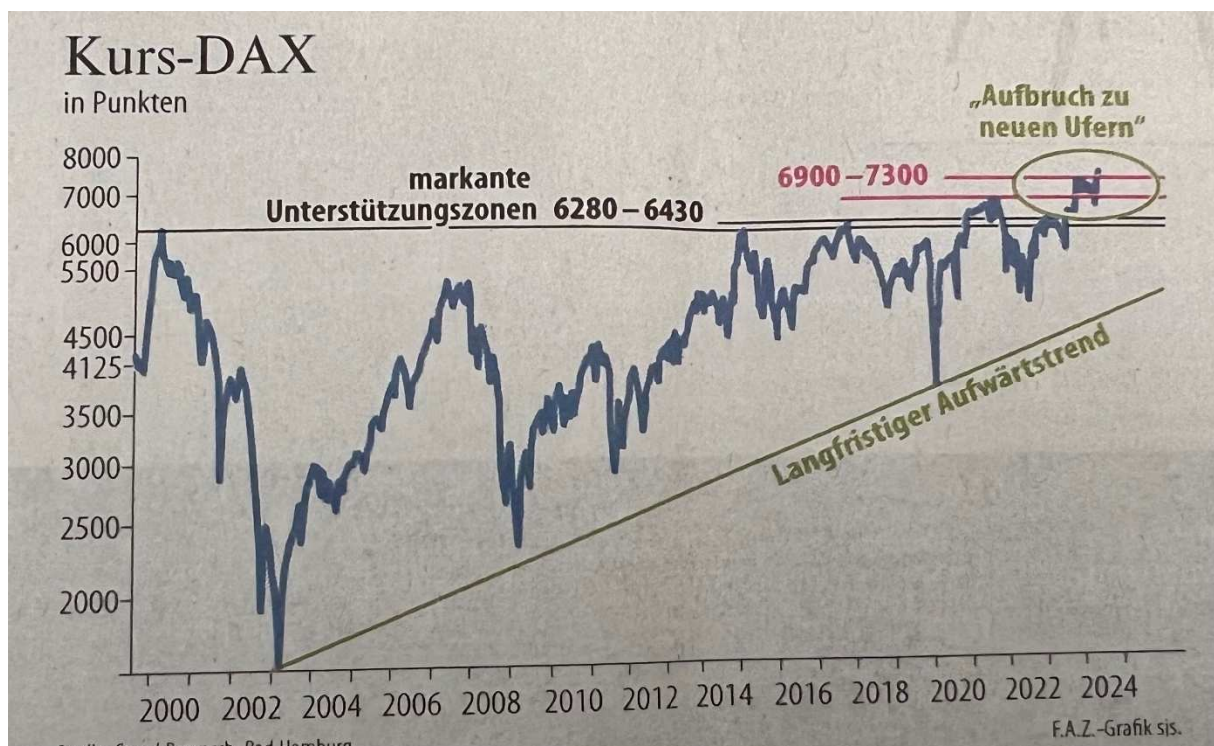 Kurs-DAX
in Punkten
„Aufbruch zu
neuen Ufern“
8000
7000
6000
5500
4500
4125
3500
3000
2500
2000
markante
Unterstützungszonen 6280–6430
6900–7300
Langfristiger Aufwärtstrend
2000 2002 2004 2006 2008 2010 2012 2014 2016 2018 2020 2022 2024
F.A.Z.-Grafik sjs.